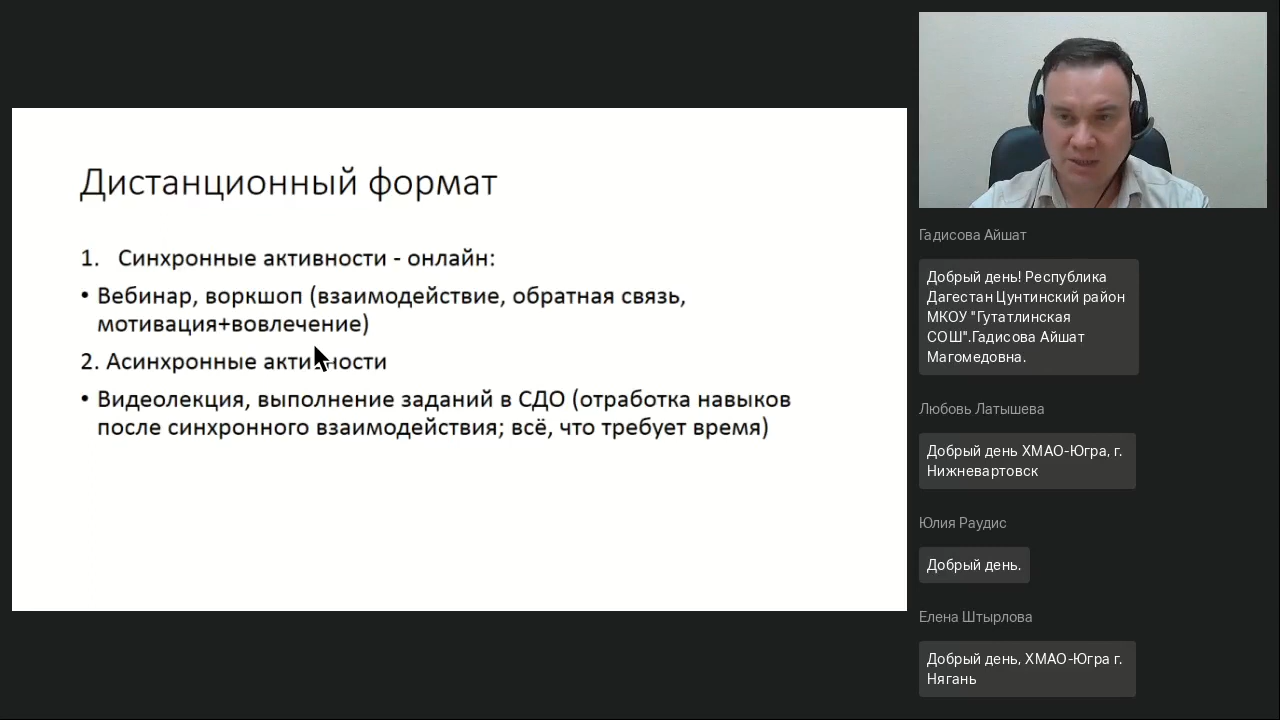 Дистанционный формат
1. Синхронные активности - онлайн:
• Вебинар, воркшоп (взаимодействие, обратная связь,
мотивация+вовлечение)
2. Асинхронные активности
• Видеолекция, выполнение заданий в СДО (отработка навыков
после синхронного взаимодействия; всё, что требует время)
Гадисова Айшат
Добрый день! Республика
Дагестан Цунтинский район
МКОУ "Гутатлинская
СОШ".Гадисова Айшат
Магомедовна.
Любовь Латышева
Добрый день ХМАО-Югра, г.
Нижневартовск
Юлия Раудис
Добрый день.
Елена Штырлова
Добрый день, ХМАО-Югра г.
Нягань